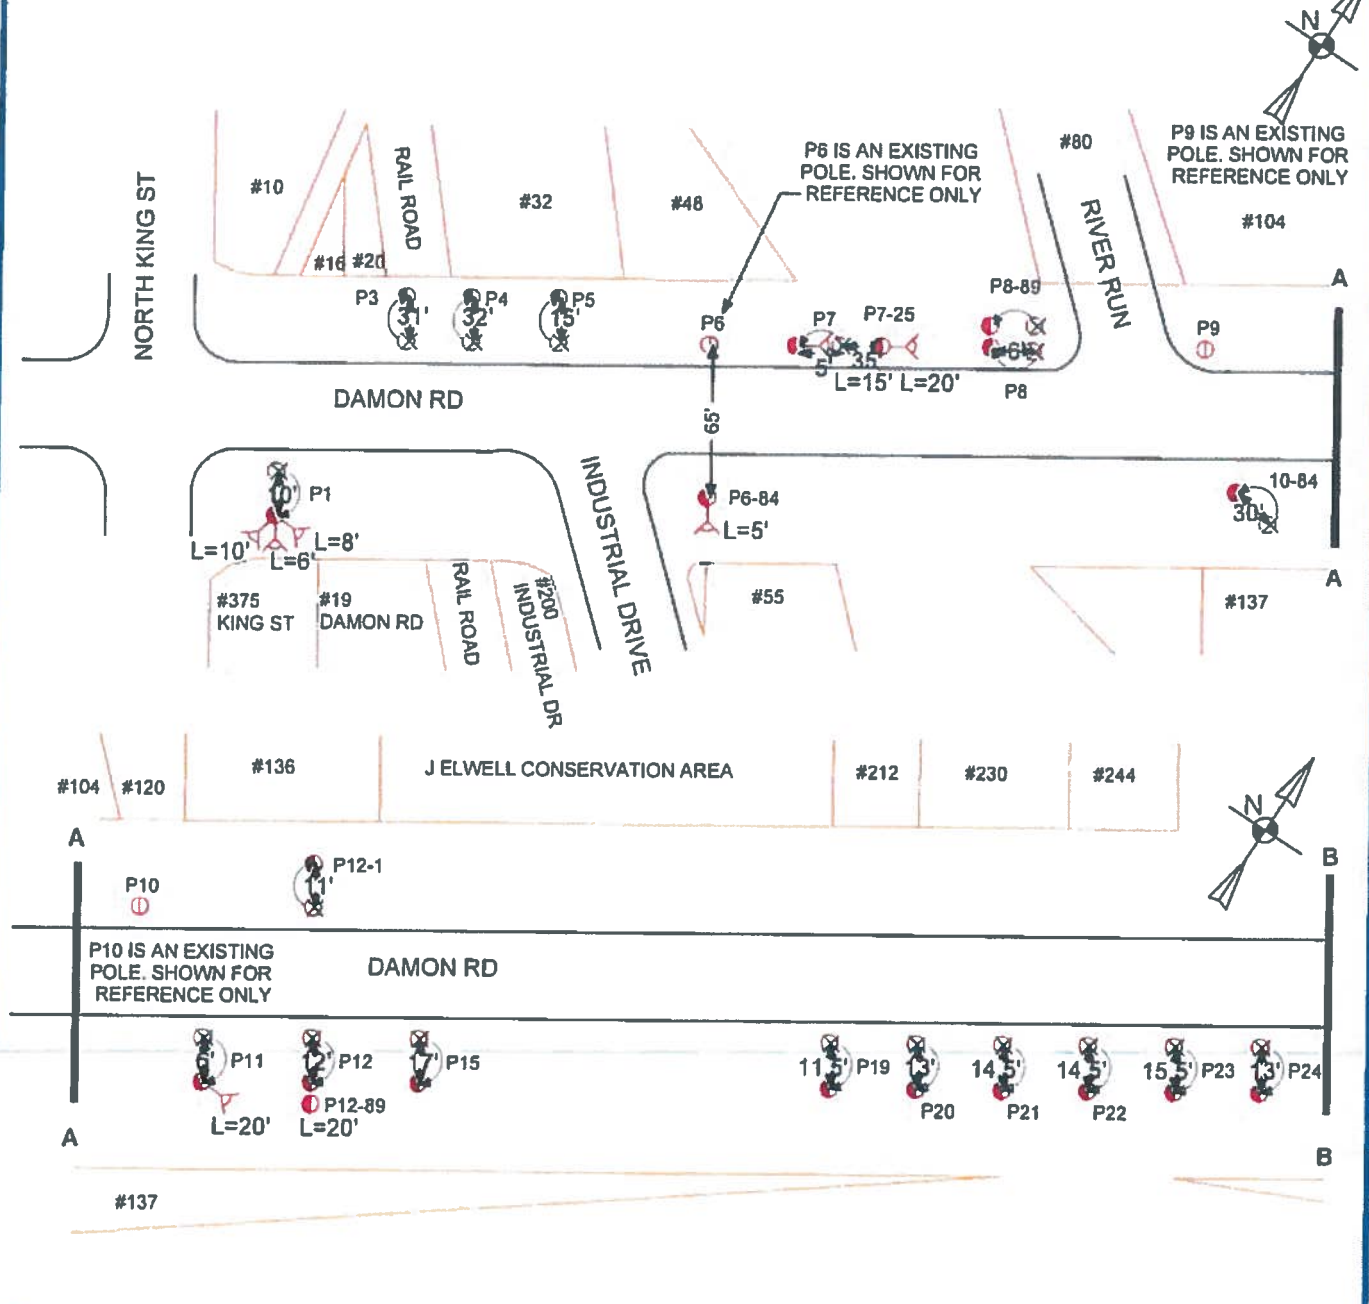 N
#80
P9 IS AN EXISTING
POLE. SHOWN FOR
REFERENCE ONLY
P6 IS AN EXISTING
POLE. SHOWN FOR
REFERENCE ONLY
NORTH KING ST
#10
RAIL ROAD
#32
#48
#104
RIVER RUN
#16
#20
A
P3
31'
P4
32'
P5
15'
P6
P7
5'
P7-25
35'
L=15'
L=20'
P8-89
6'
P8
P9
DAMON RD
65'
10'
P1
L=10'
L=6'
L=8'
INDUSTRIAL DRIVE
P6-84
L=5'
10-84
30'
A
#375
KING ST
#19
DAMON RD
RAIL ROAD
#200
INDUSTRIAL DR
#55
#137
#104
#120
#136
J ELWELL CONSERVATION AREA
#212
#230
#244
N
A
B
P10
P12-1
11'
P10 IS AN EXISTING
POLE. SHOWN FOR
REFERENCE ONLY
DAMON RD
P11
L=20'
12'
P12
P12-89
L=20'
17'
P15
11.5'
P19
13'
P20
14.5'
P21
14.5'
P22
15.5'
P23
13'
P24
A
B
#137